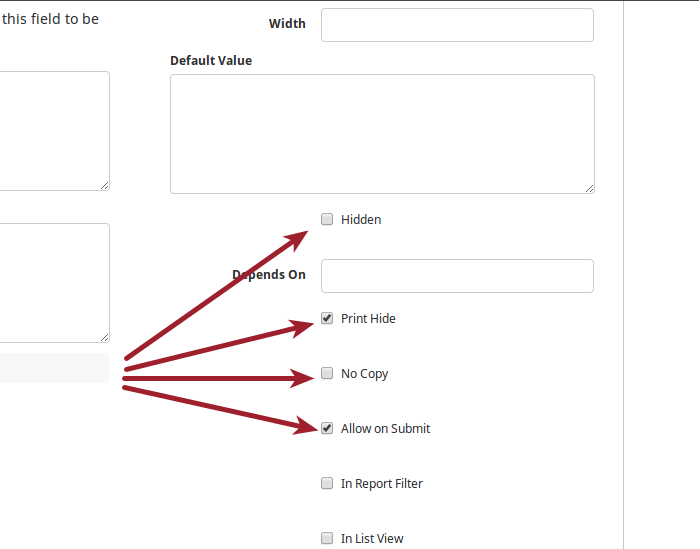 this field to be
Width
Default Value
Hidden
Depends On
Print Hide
No Copy
Allow on Submit
In Report Filter
In List View